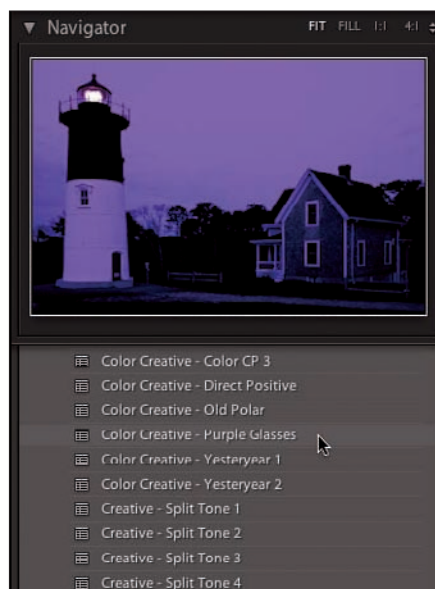 Navigator FIT FILL 1:1 4:1
Color Creative - Color CP 3
Color Creative - Direct Positive
Color Creative - Old Polar
Color Creative - Purple Glasses
Color Creative - Yesteryear 1
Color Creative - Yesteryear 2
Creative - Split Tone 1
Creative - Split Tone 2
Creative - Split Tone 3
Creative - Split Tone 4